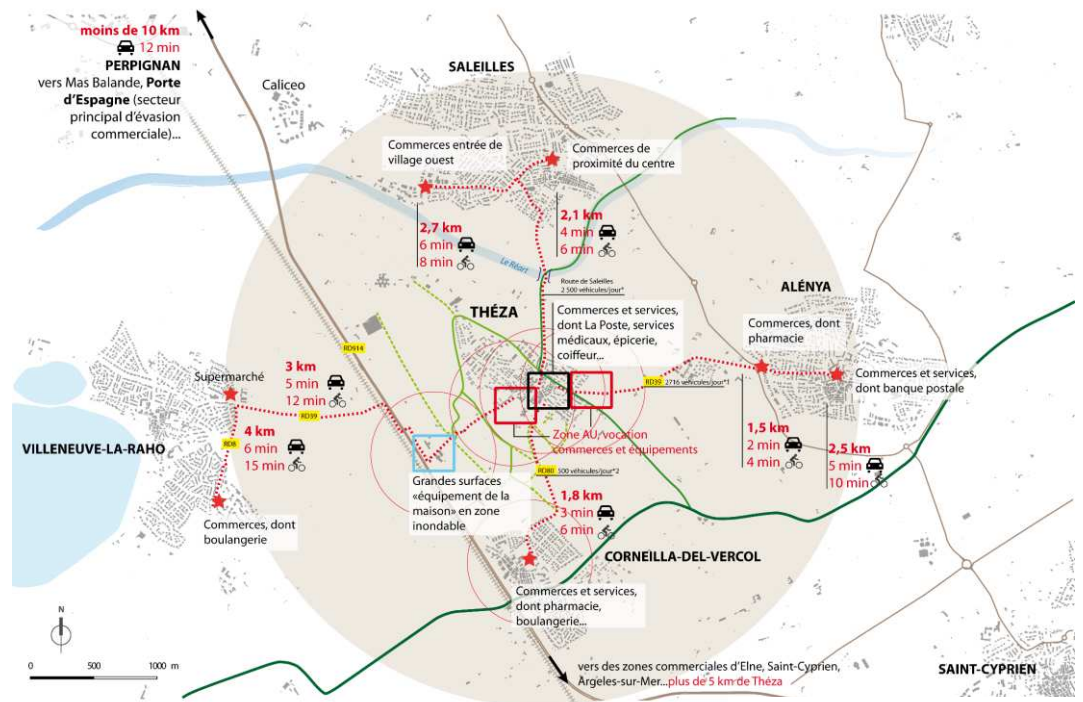 moins de 10 km
12 min
PERPIGNAN
vers Mas Balande, Porte
d'Espagne (secteur
principal d'évasion
commerciale)...
Caliceo
SALEILLES
Commerces entrée de
village ouest
Commerces de
proximité du centre
2,7 km
6 min
8 min
2,1 km
4 min
6 min
Le Réart
Route de Saleilles
2 500 véhicules/jour*
THÉZA
Commerces et services,
dont La Poste, services
médicaux, épicerie,
coiffeur...
ALÉNYA
Commerces, dont
pharmacie
Commerces et services,
dont banque postale
RD914
Supermarché
3 km
5 min
12 min
RD39
RD39
2716 véhicules/jour*1
VILLENEUVE-LA-RAHO
RD8
4 km
6 min
15 min
Commerces, dont
boulangerie
Zone AU, vocation
commerces et équipements
1,5 km
2 min
4 min
2,5 km
5 min
10 min
Grandes surfaces
«équipement de la
maison» en zone
inondable
RD80
500 véhicules/jour*2
1,8 km
3 min
6 min
CORNEILLA-DEL-VERCOL
Commerces et services,
dont pharmacie,
boulangerie...
N
0 500 1000 m
vers des zones commerciales d'Elne, Saint-Cyprien,
Argeles-sur-Mer...plus de 5 km de Théza
SAINT-CYPRIEN